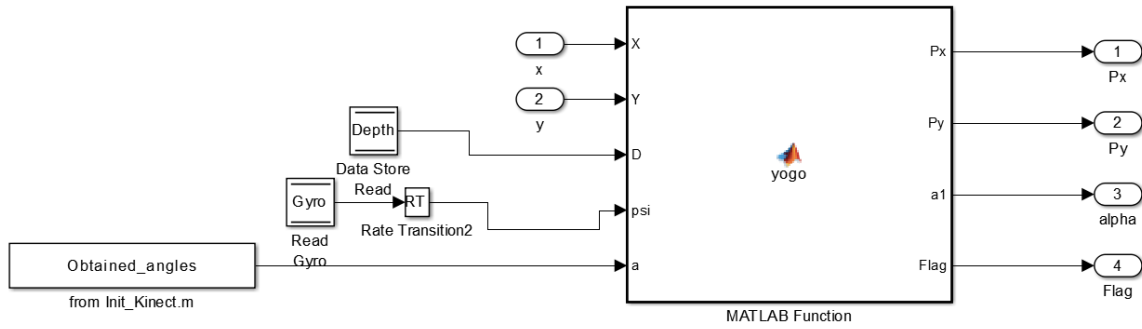 1
x
X
2
y
Y
Depth
Data Store
Read
D
Gyro
Read
Gyro
RT
Rate Transition2
psi
Obtained_angles
from Init_Kinect.m
a
yogo
MATLAB Function
Px
1
Px
Py
2
Py
a1
3
alpha
Flag
4
Flag